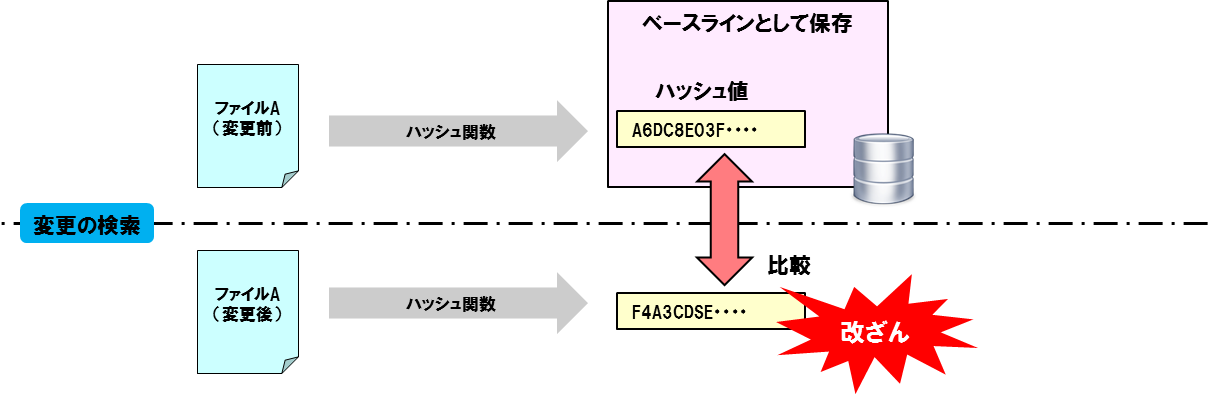 ベースラインとして保存
ファイルA
（変更前）
ハッシュ関数
ハッシュ値
A6DC8E03F････
変更の検索
ファイルA
（変更後）
ハッシュ関数
比較
F4A3CDSE････
改ざん